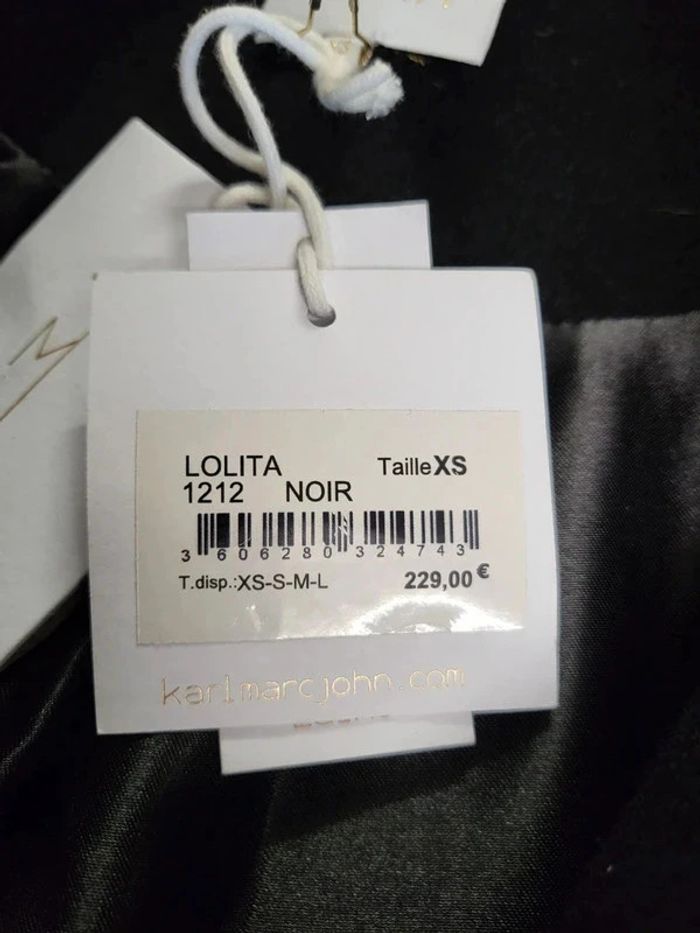 LOLITA Taille XS
1212 NOIR
3 606280 324743
T.disp.:XS-S-M-L 229,00 €
karlmarcjohn.com